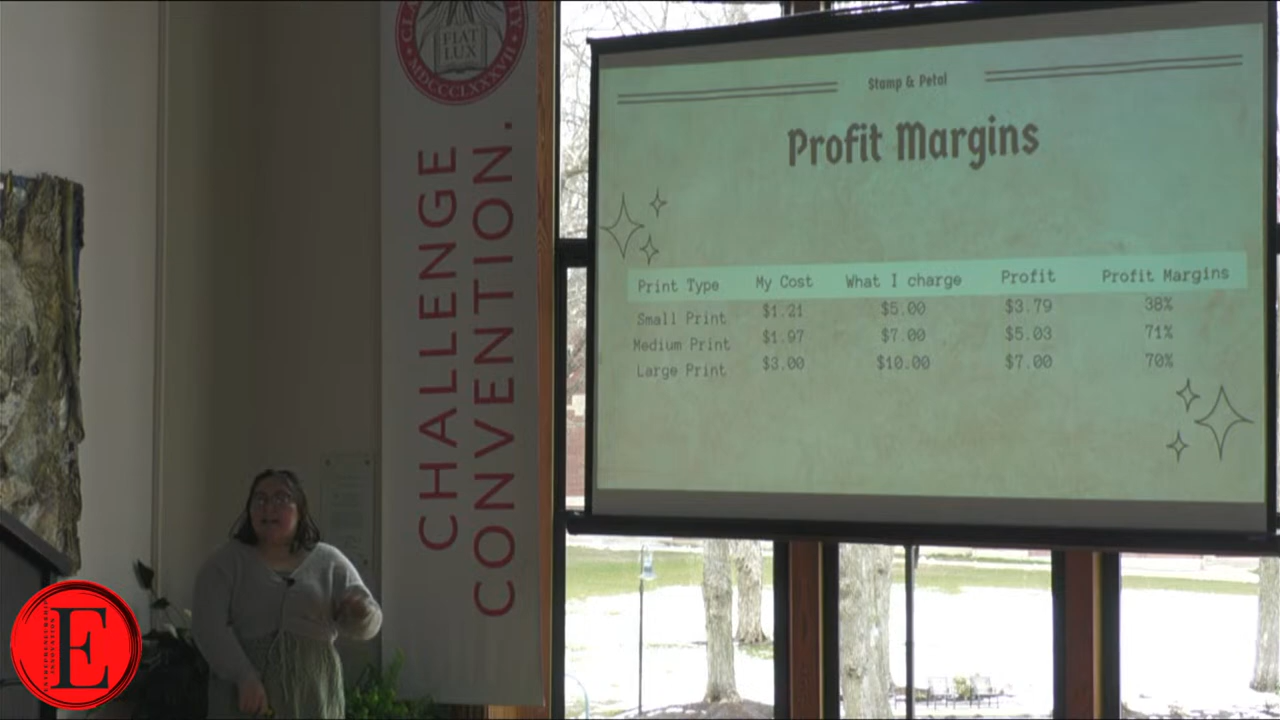 FIAT
LUX
MDCCCLXXXVII
CHALLENGE
CONVENTION.
Stamp & Petal
Profit Margins
Print Type My Cost What I charge Profit Profit Margins
Small Print $1.21 $5.00 $3.79 38%
Medium Print $1.97 $7.00 $5.03 71%
Large Print $3.00 $10.00 $7.00 70%
ENTREPRENEURSHIP
INNOVATION
E